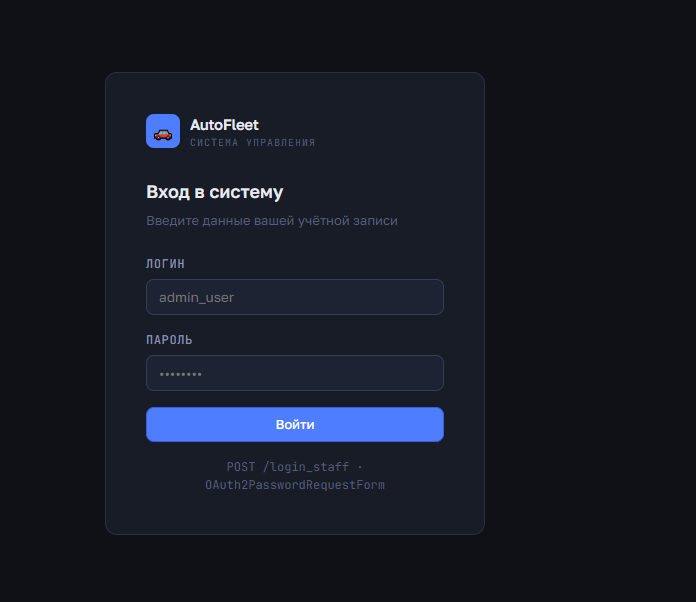 AutoFleet
СИСТЕМА УПРАВЛЕНИЯ
Вход в систему
Введите данные вашей учётной записи
ЛОГИН
admin_user
ПАРОЛЬ
••••••••
Войти
POST /login_staff ·
OAuth2PasswordRequestForm